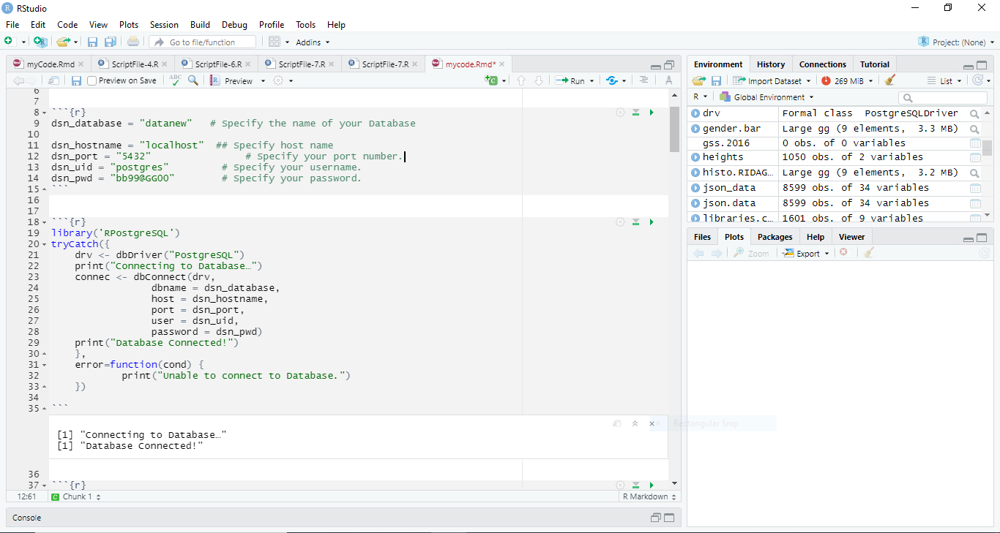 RStudio
File Edit Code View Plots Session Build Debug Profile Tools Help
Go to file/function Addins Project: (None)
myCode.Rmd ScriptFile-4.R ScriptFile-6.R ScriptFile-7.R ScriptFile-7.R mycode.Rmd*
Preview on Save ABC Preview Run
6
7
8 ```{r}
9 dsn_database = "datanew" # Specify the name of your Database
10
11 dsn_hostname = "localhost" ## Specify host name
12 dsn_port = "5432" # Specify your port number.
13 dsn_uid = "postgres" # Specify your username.
14 dsn_pwd = "bb99@GG00" # Specify your password.
15 ```
16
17
18 ```{r}
19 library('RPostgreSQL')
20 tryCatch({
21 drv <- dbDriver("PostgreSQL")
22 print("Connecting to Database…")
23 connec <- dbConnect(drv,
24 dbname = dsn_database,
25 host = dsn_hostname,
26 port = dsn_port,
27 user = dsn_uid,
28 password = dsn_pwd)
29 print("Database Connected!")
30 },
31 error=function(cond) {
32 print("Unable to connect to Database.")
33 })
34
35 ```
[1] "Connecting to Database…"
[1] "Database Connected!"
Rectangular Snip
36
37 ```{r}
12:61 Chunk 1 R Markdown
Console
Environment History Connections Tutorial
Import Dataset 269 MiB List
R Global Environment
drv Formal class PostgreSQLDriver
gender.bar Large gg (9 elements, 3.3 MB)
gss.2016 0 obs. of 0 variables
heights 1050 obs. of 2 variables
histo.RIDAG… Large gg (9 elements, 3.2 MB)
json_data 8599 obs. of 34 variables
json.data 8599 obs. of 34 variables
libraries.c… 1601 obs. of 9 variables
Files Plots Packages Help Viewer
Zoom Export